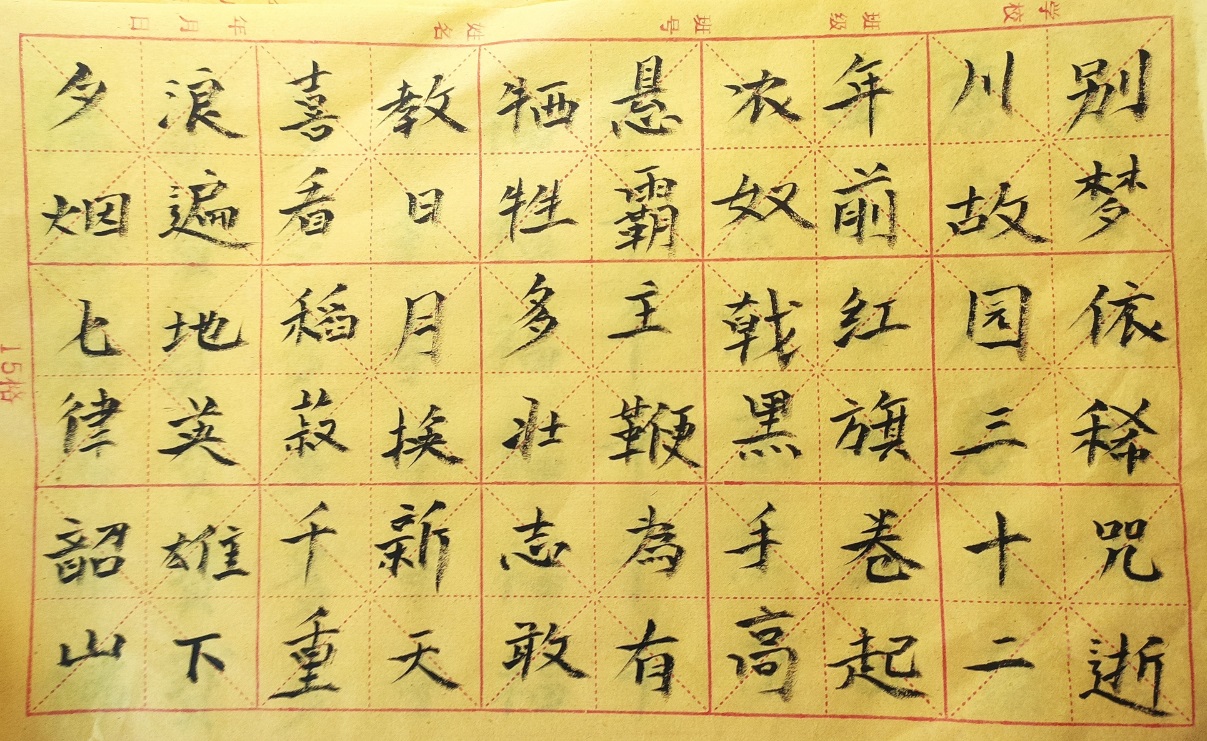 学校 班级 班号 姓名 年 月 日
别梦依稀咒逝
川故园三十二
年前红旗卷起
农奴戟黑手高
悬霸主鞭為有
牺牲多壮志敢
教日月换新天
喜看稻菽千重
浪遍地英雄下
夕烟七律韶山
15格